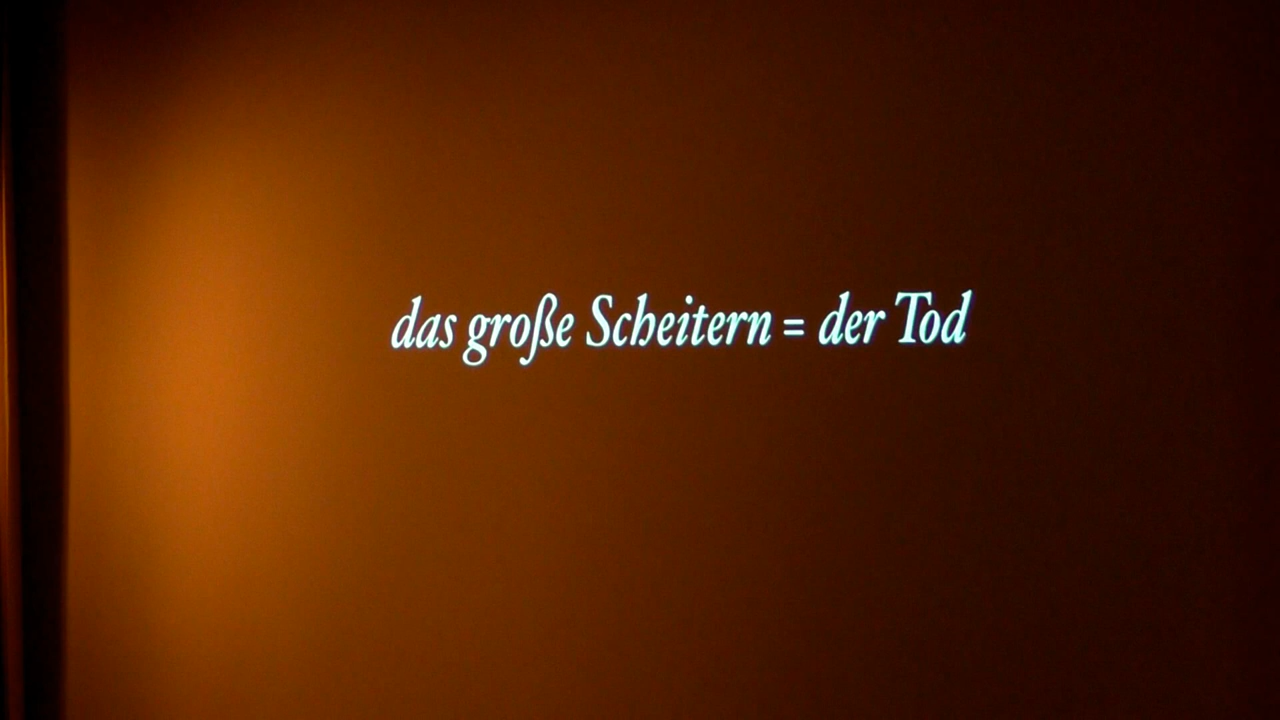 das große Scheitern = der Tod